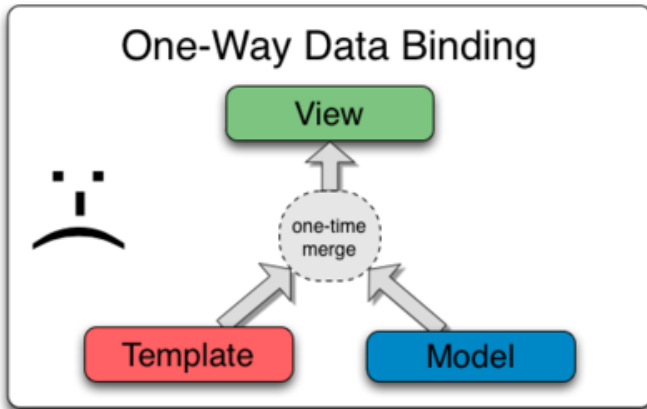 One-Way Data Binding
View
one-time
merge
Template
Model